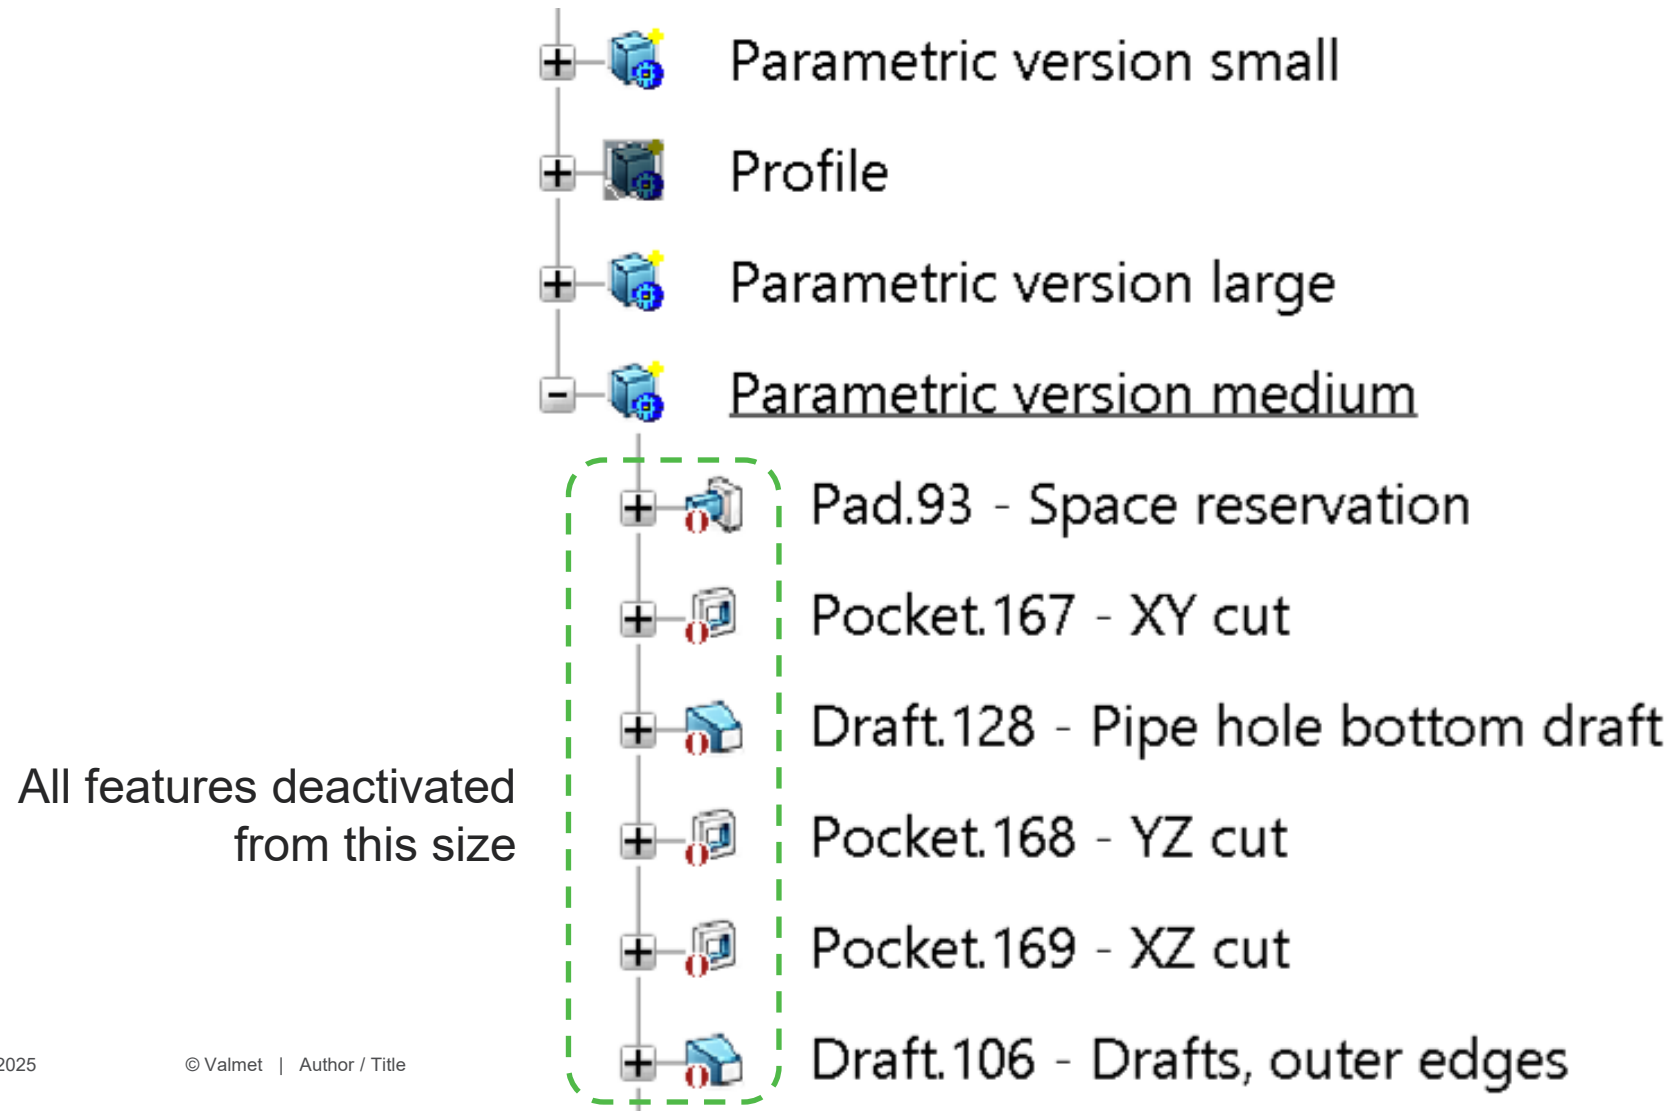 Parametric version small
Profile
Parametric version large
Parametric version medium
Pad.93 - Space reservation
Pocket.167 - XY cut
Draft.128 - Pipe hole bottom draft
All features deactivated
from this size
Pocket.168 - YZ cut
Pocket.169 - XZ cut
Draft.106 - Drafts, outer edges
2025 © Valmet | Author / Title